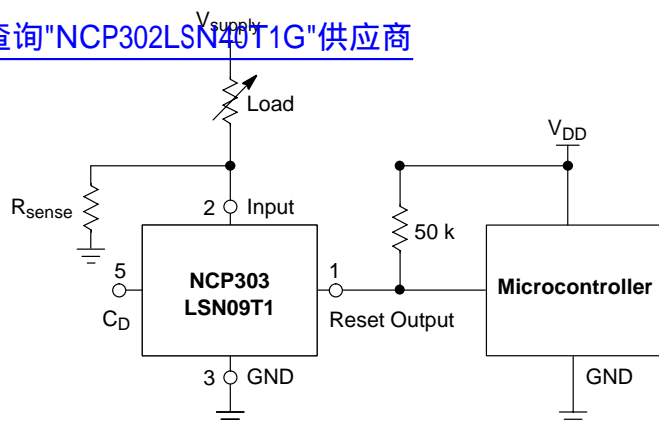 查询"NCP302LSN40T1G"供应商
Vsupply
Load
VDD
Rsense
2 Input
50 k
5
NCP303
LSN09T1
1
Microcontroller
CD
Reset Output
3 GND
GND